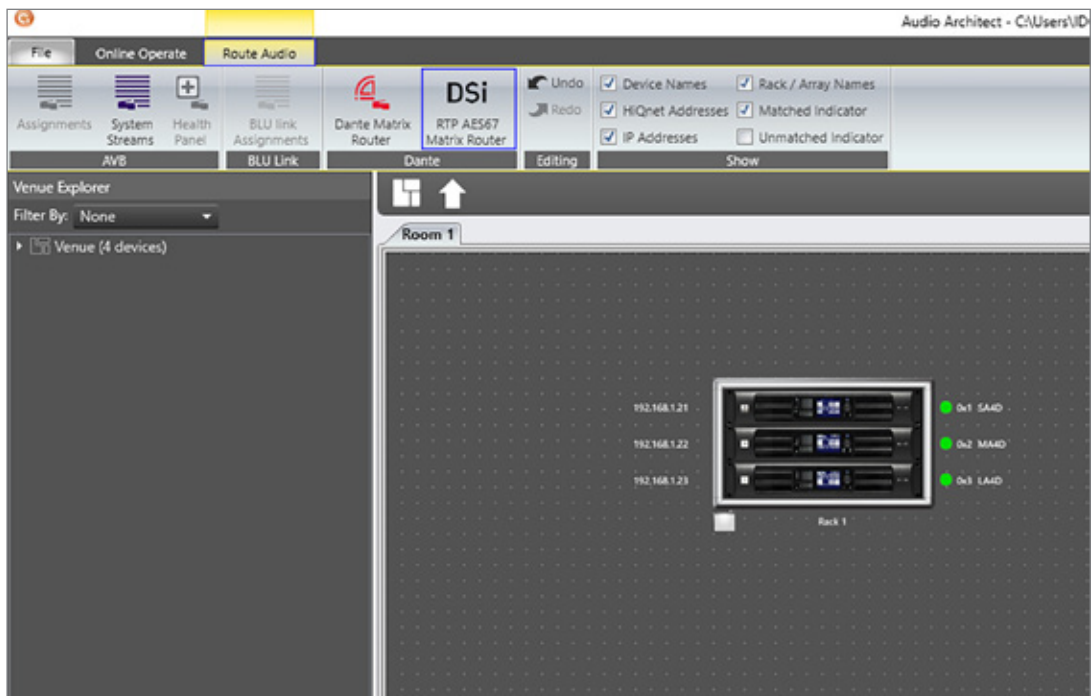 Audio Architect - C:\Users\ID
File Online Operate Route Audio
Assignments
System Streams
Health Panel
AVB
BLU link Assignments
BLU Link
Dante Matrix Router
DSi
RTP AES67 Matrix Router
Dante
Undo
Redo
Editing
Device Names
HiQnet Addresses
IP Addresses
Rack / Array Names
Matched Indicator
Unmatched Indicator
Show
Venue Explorer
Filter By: None
Venue (4 devices)
Room 1
192.168.1.21 0x1 SA4D
192.168.1.22 0x2 MA4D
192.168.1.23 0x3 LA4D
Rack 1